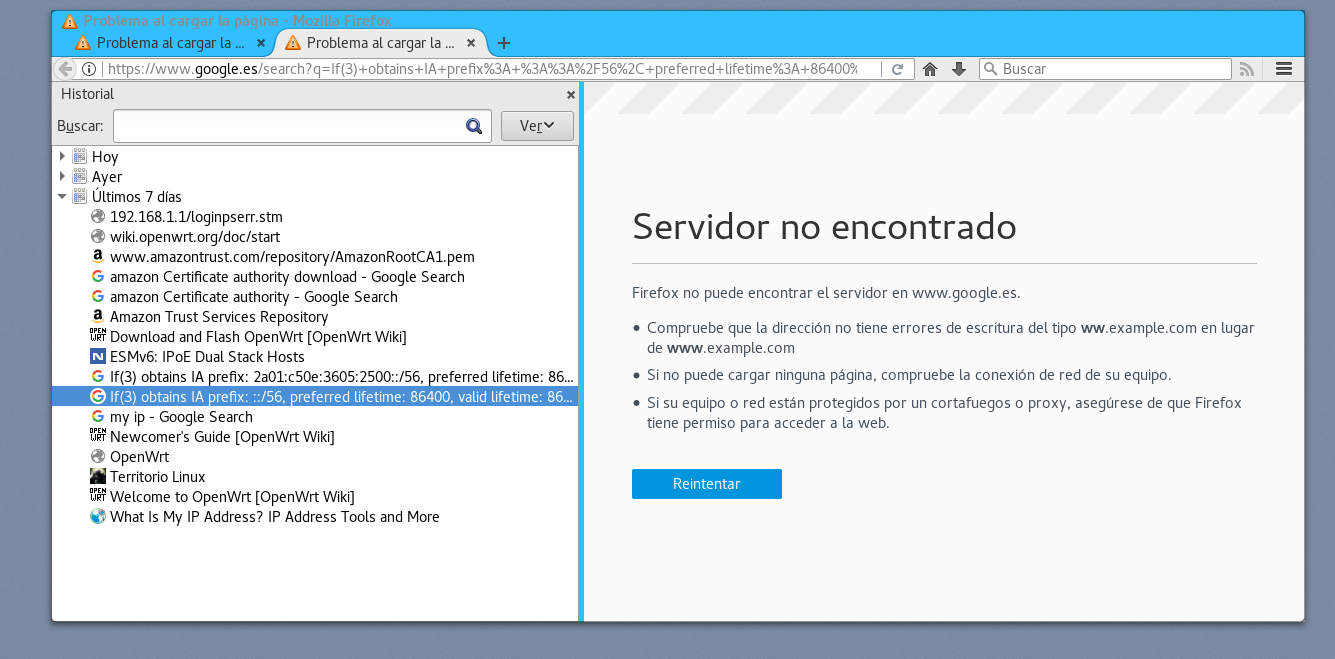 Problema al cargar la página - Mozilla Firefox
Problema al cargar la ...
Problema al cargar la ...
https://www.google.es/search?q=If(3)+obtains+IA+prefix%3A+%3A%3A%2F56%2C+preferred+lifetime%3A+86400%
Buscar
Historial
Buscar:
Ver
Hoy
Ayer
Últimos 7 días
192.168.1.1/loginpserr.stm
wiki.openwrt.org/doc/start
www.amazontrust.com/repository/AmazonRootCA1.pem
amazon Certificate authority download - Google Search
amazon Certificate authority - Google Search
Amazon Trust Services Repository
Download and Flash OpenWrt [OpenWrt Wiki]
ESMv6: IPoE Dual Stack Hosts
If(3) obtains IA prefix: 2a01:c50e:3605:2500::/56, preferred lifetime: 86...
If(3) obtains IA prefix: ::/56, preferred lifetime: 86400, valid lifetime: 86...
my ip - Google Search
Newcomer's Guide [OpenWrt Wiki]
OpenWrt
Territorio Linux
Welcome to OpenWrt [OpenWrt Wiki]
What Is My IP Address? IP Address Tools and More
Servidor no encontrado
Firefox no puede encontrar el servidor en www.google.es.
• Compruebe que la dirección no tiene errores de escritura del tipo ww.example.com en lugar
de www.example.com
• Si no puede cargar ninguna página, compruebe la conexión de red de su equipo.
• Si su equipo o red están protegidos por un cortafuegos o proxy, asegúrese de que Firefox
tiene permiso para acceder a la web.
Reintentar